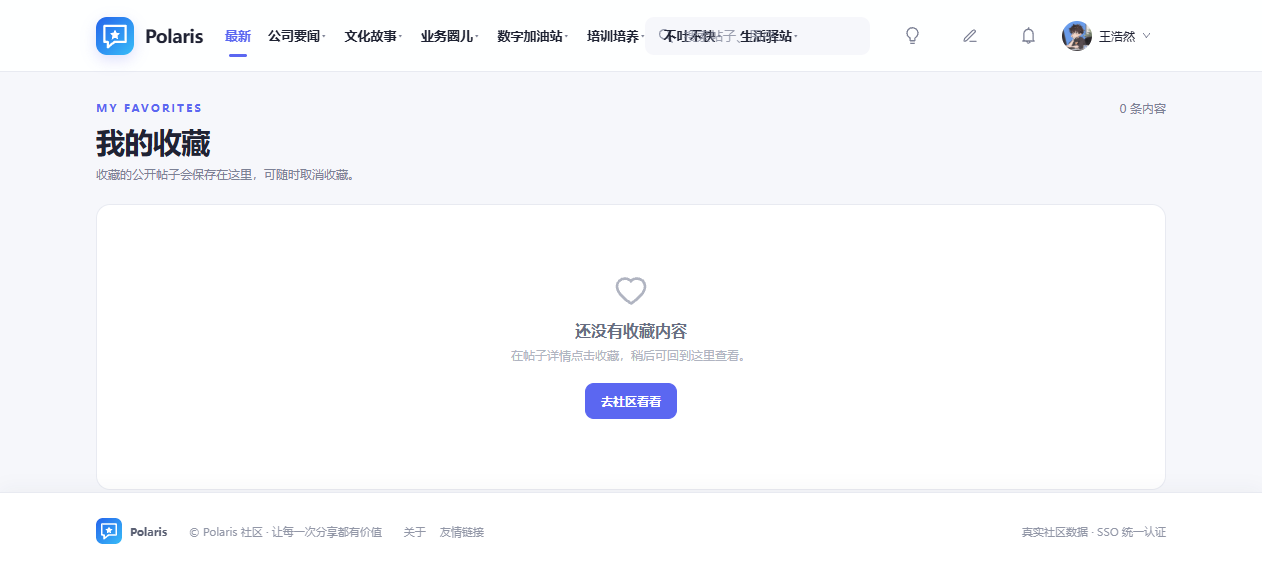 Polaris 最新 公司要闻 文化故事 业务圈儿 数字加油站 培训培养 不吐不快 生活驿站 王浩然
MY FAVORITES 0 条内容
我的收藏
收藏的公开帖子会保存在这里，可随时取消收藏。
还没有收藏内容
在帖子详情点击收藏，稍后可回到这里查看。
去社区看看
Polaris © Polaris 社区 · 让每一次分享都有价值 关于 友情链接 真实社区数据 · SSO 统一认证